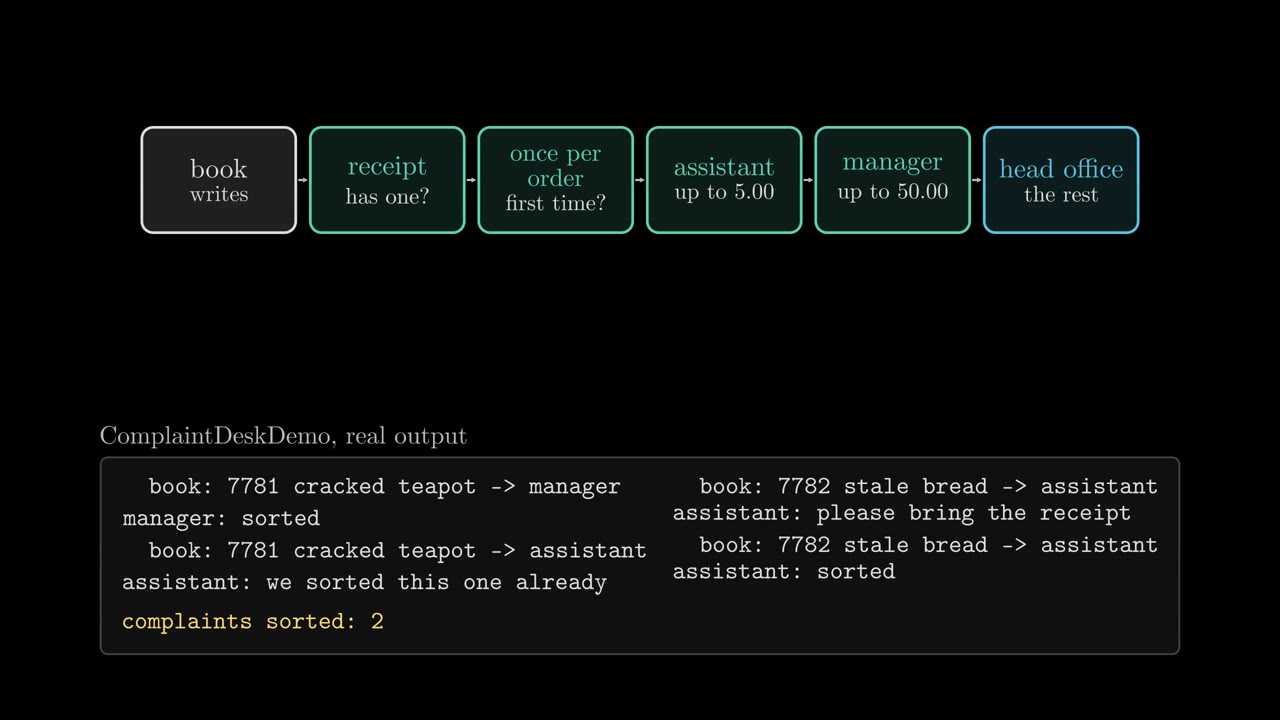 book
writes
receipt
has one?
once per
order
first time?
assistant
up to 5.00
manager
up to 50.00
head office
the rest
ComplaintDeskDemo, real output
book: 7781 cracked teapot -> manager
manager: sorted
book: 7781 cracked teapot -> assistant
assistant: we sorted this one already
complaints sorted: 2
book: 7782 stale bread -> assistant
assistant: please bring the receipt
book: 7782 stale bread -> assistant
assistant: sorted